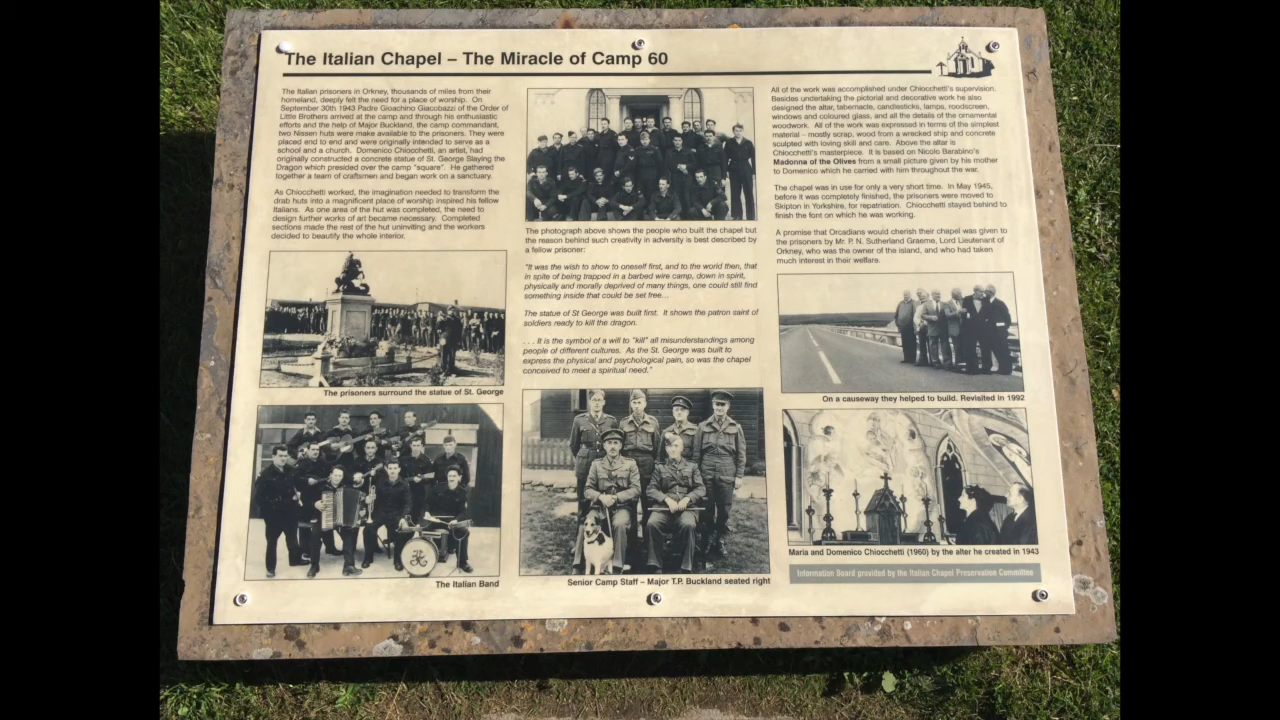 The Italian Chapel – The Miracle of Camp 60
The Italian prisoners in Orkney, thousands of miles from their
homeland, deeply felt the need for a place of worship. On
September 30th 1943 Padre Gioachino Giacobazzi of the Order of
Little Brothers arrived at the camp and through his enthusiastic
efforts and the help of Major Buckland, the camp commandant,
two Nissen huts were make available to the prisoners. They were
placed end to end and were originally intended to serve as a
school and a church. Domenico Chiocchetti, an artist, had
originally constructed a concrete statue of St. George Slaying the
Dragon which presided over the camp "square". He gathered
together a team of craftsmen and began work on a sanctuary.
As Chiocchetti worked, the imagination needed to transform the
drab huts into a magnificent place of worship inspired his fellow
Italians. As one area of the hut was completed, the need to
design further works of art became necessary. Completed
sections made the rest of the hut uninviting and the workers
decided to beautify the whole interior.
The prisoners surround the statue of St. George
The Italian Band
The photograph above shows the people who built the chapel but
the reason behind such creativity in adversity is best described by
a fellow prisoner:
"It was the wish to show to oneself first, and to the world then, that
in spite of being trapped in a barbed wire camp, down in spirit,
physically and morally deprived of many things, one could still find
something inside that could be set free...
The statue of St George was built first. It shows the patron saint of
soldiers ready to kill the dragon.
. . . It is the symbol of a will to "kill" all misunderstandings among
people of different cultures. As the St. George was built to
express the physical and psychological pain, so was the chapel
conceived to meet a spiritual need."
Senior Camp Staff – Major T.P. Buckland seated right
All of the work was accomplished under Chiocchetti's supervision.
Besides undertaking the pictorial and decorative work he also
designed the altar, tabernacle, candlesticks, lamps, roodscreen,
windows and coloured glass, and all the details of the ornamental
woodwork. All of the work was expressed in terms of the simplest
material – mostly scrap, wood from a wrecked ship and concrete
sculpted with loving skill and care. Above the altar is
Chiocchetti's masterpiece. It is based on Nicolo Barabino's
Madonna of the Olives from a small picture given by his mother
to Domenico which he carried with him throughout the war.
The chapel was in use for only a very short time. In May 1945,
before it was completely finished, the prisoners were moved to
Skipton in Yorkshire, for repatriation. Chiocchetti stayed behind to
finish the font on which he was working.
A promise that Orcadians would cherish their chapel was given to
the prisoners by Mr. P. N. Sutherland Graeme, Lord Lieutenant of
Orkney, who was the owner of the island, and who had taken
much interest in their welfare.
On a causeway they helped to build. Revisited in 1992
Maria and Domenico Chiocchetti (1960) by the alter he created in 1943
Information Board provided by the Italian Chapel Preservation Committee